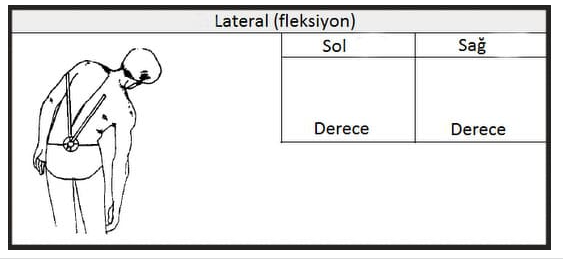 Lateral (fleksiyon)
Sol Sağ
Derece Derece